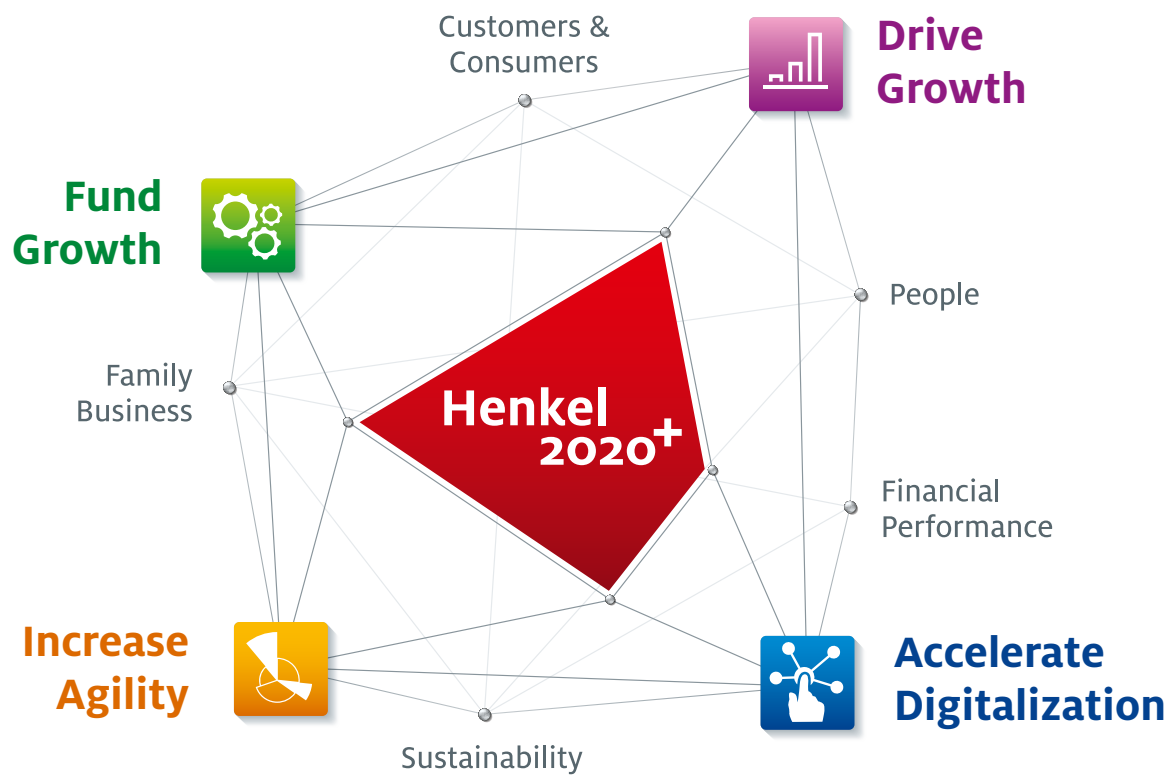 Customers &
Consumers
Drive
Growth
Fund
Growth
People
Family
Business
Henkel
2020+
Financial
Performance
Increase
Agility
Accelerate
Digitalization
Sustainability